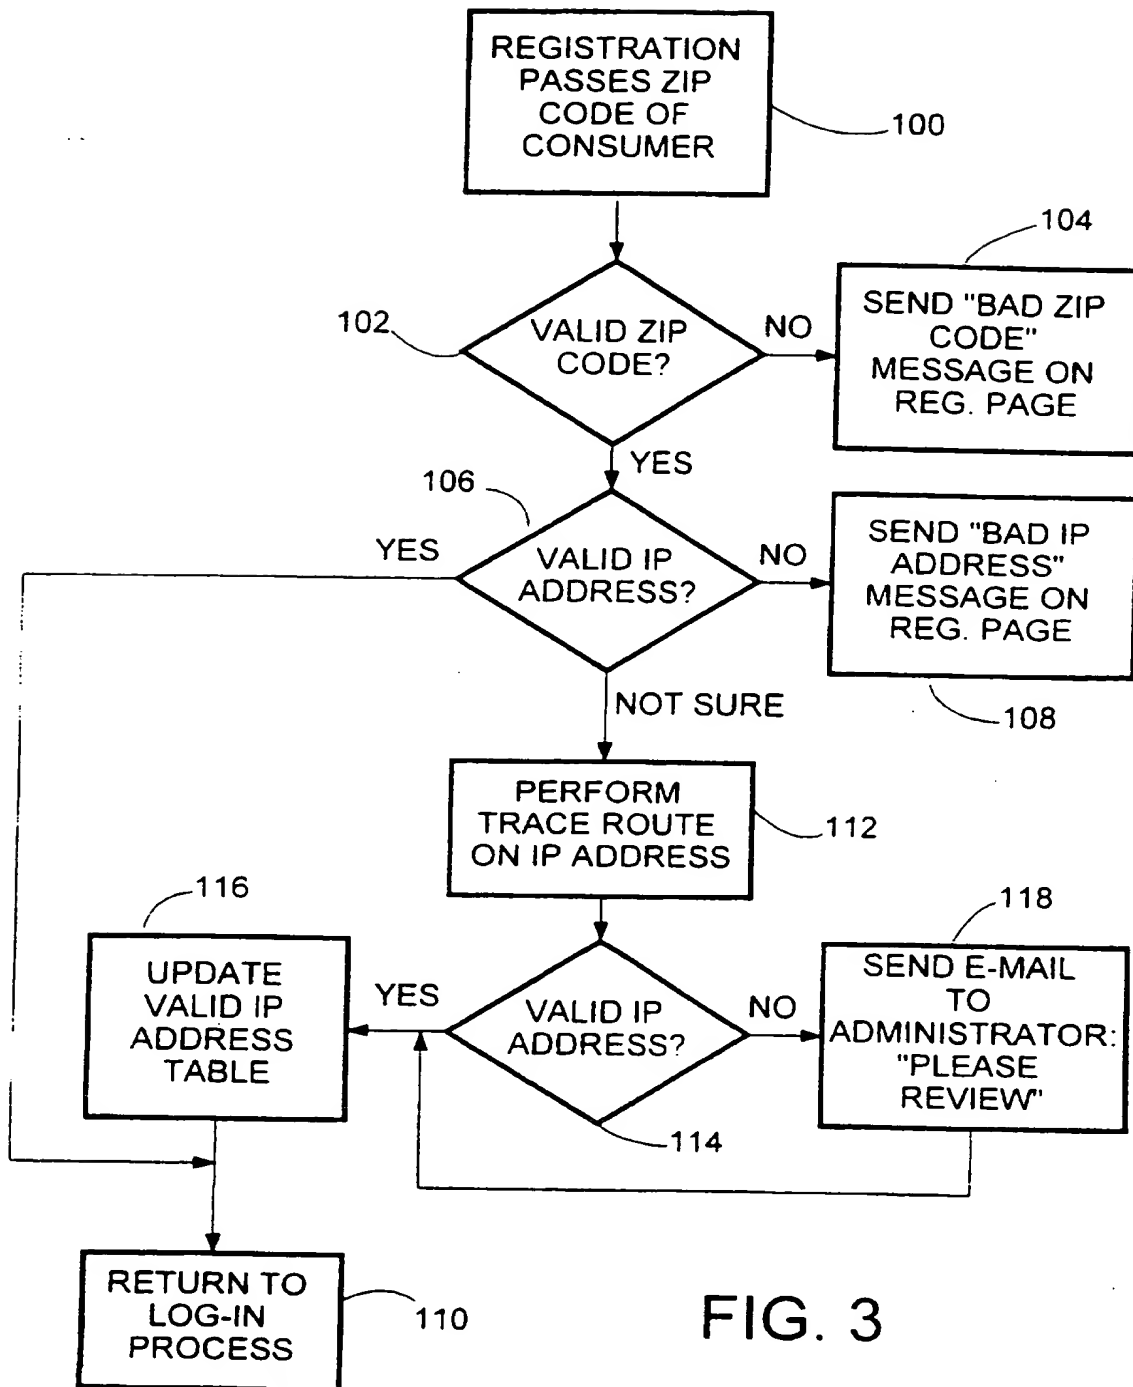 REGISTRATION
PASSES ZIP
CODE OF
CONSUMER
100
104
102
VALID ZIP
CODE?
NO
SEND "BAD ZIP
CODE"
MESSAGE ON
REG. PAGE
YES
106
YES
VALID IP
ADDRESS?
NO
SEND "BAD IP
ADDRESS"
MESSAGE ON
REG. PAGE
108
NOT SURE
PERFORM
TRACE ROUTE
ON IP ADDRESS
112
116
118
UPDATE
VALID IP
ADDRESS
TABLE
YES
VALID IP
ADDRESS?
NO
SEND E-MAIL
TO
ADMINISTRATOR:
"PLEASE
REVIEW"
114
RETURN TO
LOG-IN
PROCESS
110
FIG. 3